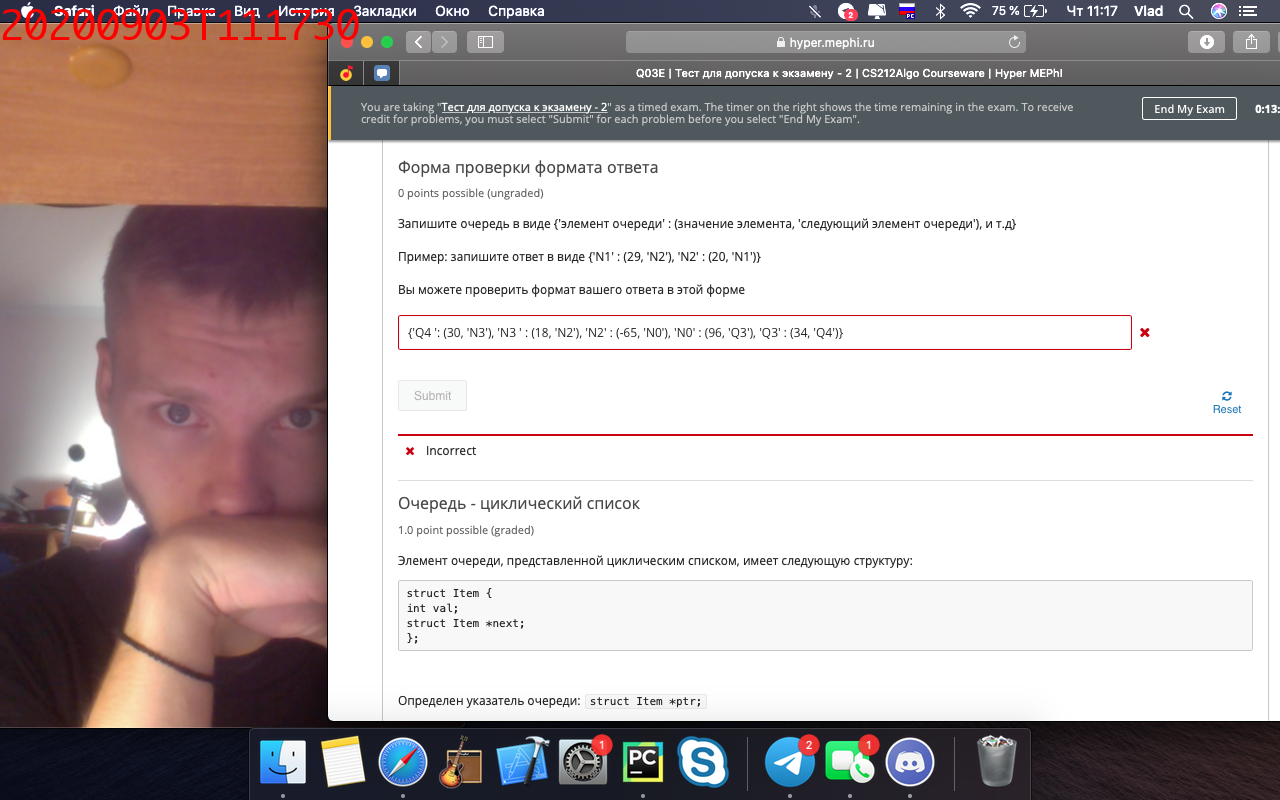 Safari Файл Правка Вид История Закладки Окно Справка 2 РС 75 % Чт 11:17 Vlad
20200903T111730
hyper.mephi.ru
Q03E | Тест для допуска к экзамену - 2 | CS212Algo Courseware | Hyper MEPhI
You are taking "Тест для допуска к экзамену - 2" as a timed exam. The timer on the right shows the time remaining in the exam. To receive
credit for problems, you must select "Submit" for each problem before you select "End My Exam".
End My Exam
0:13:
Форма проверки формата ответа
0 points possible (ungraded)
Запишите очередь в виде {'элемент очереди' : (значение элемента, 'следующий элемент очереди'), и т.д}
Пример: запишите ответ в виде {'N1' : (29, 'N2'), 'N2' : (20, 'N1')}
Вы можете проверить формат вашего ответа в этой форме
{'Q4 ': (30, 'N3'), 'N3 ' : (18, 'N2'), 'N2' : (-65, 'N0'), 'N0' : (96, 'Q3'), 'Q3' : (34, 'Q4')}
Submit
Reset
Incorrect
Очередь - циклический список
1.0 point possible (graded)
Элемент очереди, представленной циклическим списком, имеет следующую структуру:
struct Item {
int val;
struct Item *next;
};
Определен указатель очереди: struct Item *ptr;
1
PC
2
1